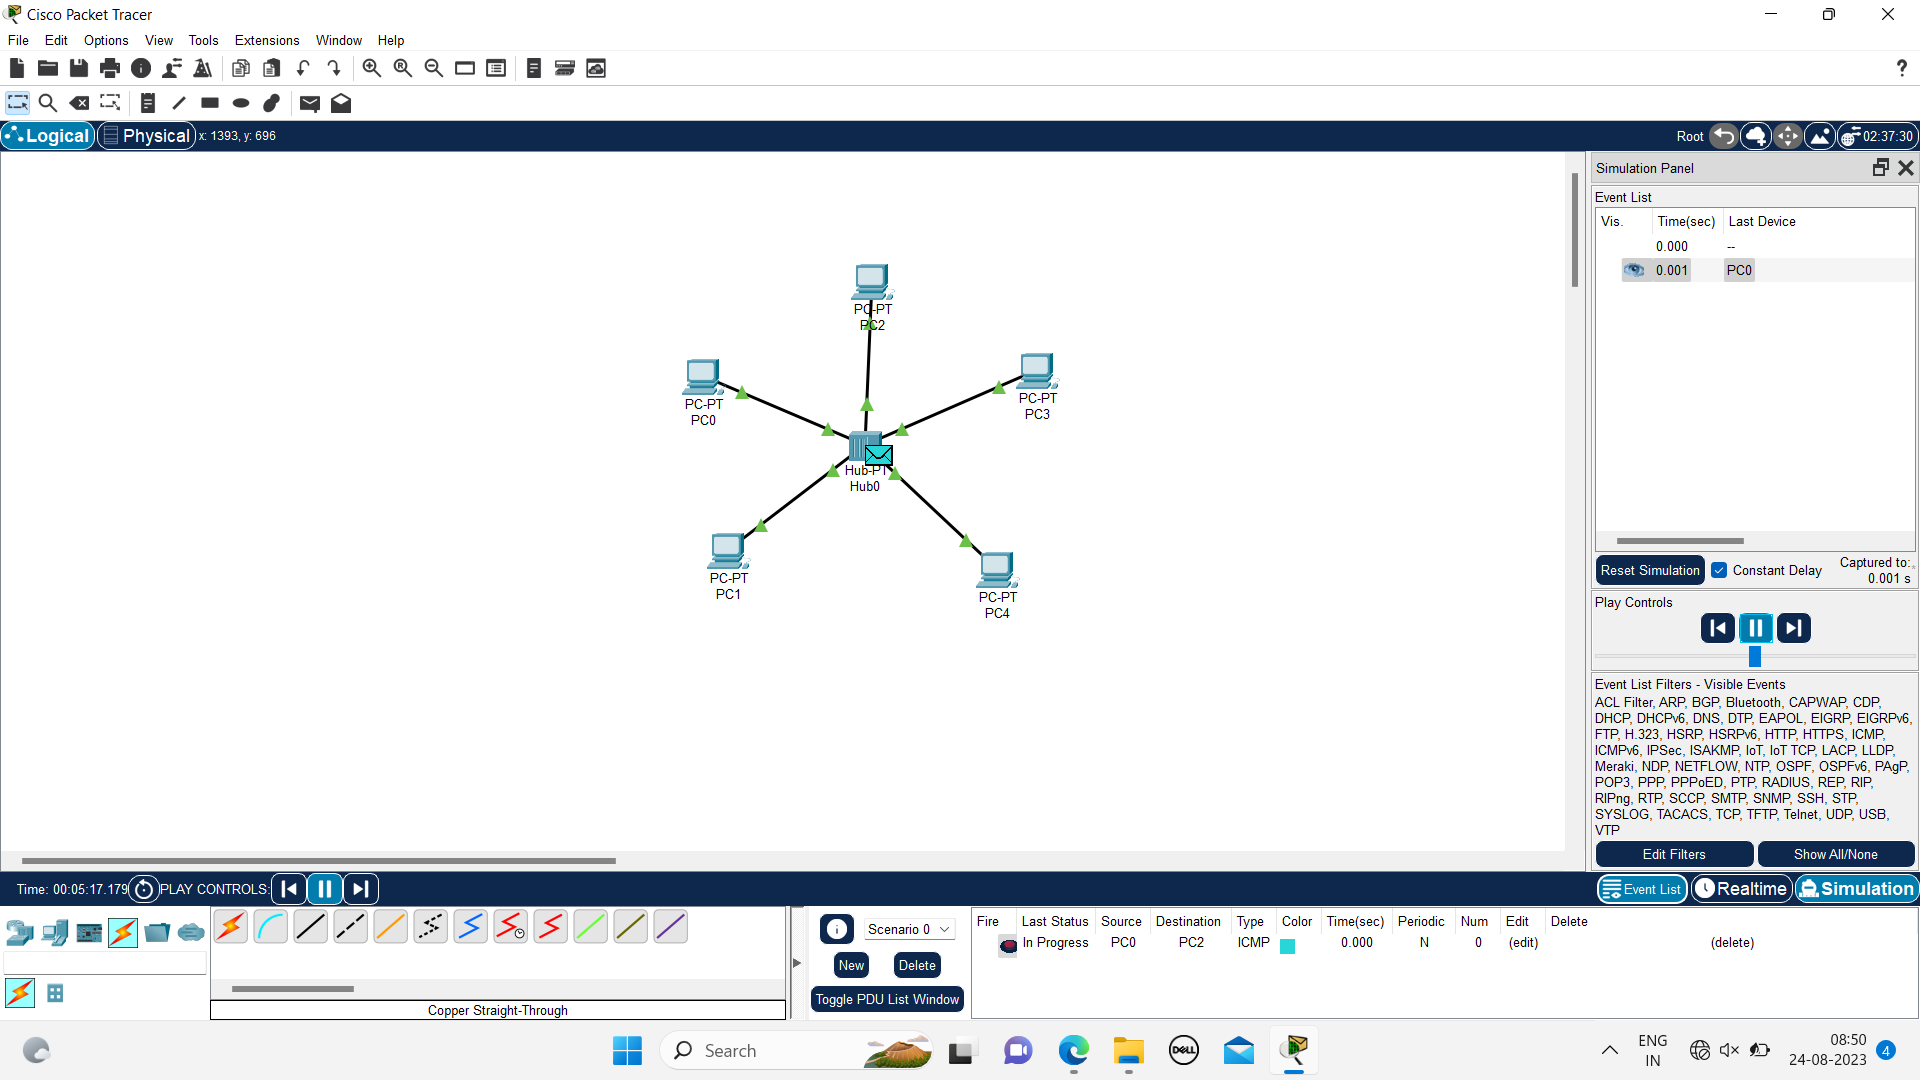 Cisco Packet Tracer
File Edit Options View Tools Extensions Window Help
?
Logical Physical x: 1393, y: 696 Root 02:37:30
Simulation Panel
Event List
Vis. Time(sec) Last Device
0.000 --
0.001 PC0
PC-PT
PC2
PC-PT
PC0
PC-PT
PC3
Hub-PT
Hub0
PC-PT
PC1
PC-PT
PC4
Reset Simulation Constant Delay Captured to:
0.001 s
Play Controls
Event List Filters - Visible Events
ACL Filter, ARP, BGP, Bluetooth, CAPWAP, CDP,
DHCP, DHCPv6, DNS, DTP, EAPOL, EIGRP, EIGRPv6,
FTP, H.323, HSRP, HSRPv6, HTTP, HTTPS, ICMP,
ICMPv6, IPSec, ISAKMP, IoT, IoT TCP, LACP, LLDP,
Meraki, NDP, NETFLOW, NTP, OSPF, OSPFv6, PAgP,
POP3, PPP, PPPoED, PTP, RADIUS, REP, RIP,
RIPng, RTP, SCCP, SMTP, SNMP, SSH, STP,
SYSLOG, TACACS, TCP, TFTP, Telnet, UDP, USB,
VTP
Edit Filters Show All/None
Time: 00:05:17.179 PLAY CONTROLS: Event List Realtime Simulation
Scenario 0
New Delete
Toggle PDU List Window
Fire Last Status Source Destination Type Color Time(sec) Periodic Num Edit Delete
In Progress PC0 PC2 ICMP 0.000 N 0 (edit) (delete)
Copper Straight-Through
Search
DELL
ENG
IN
08:50
24-08-2023
4